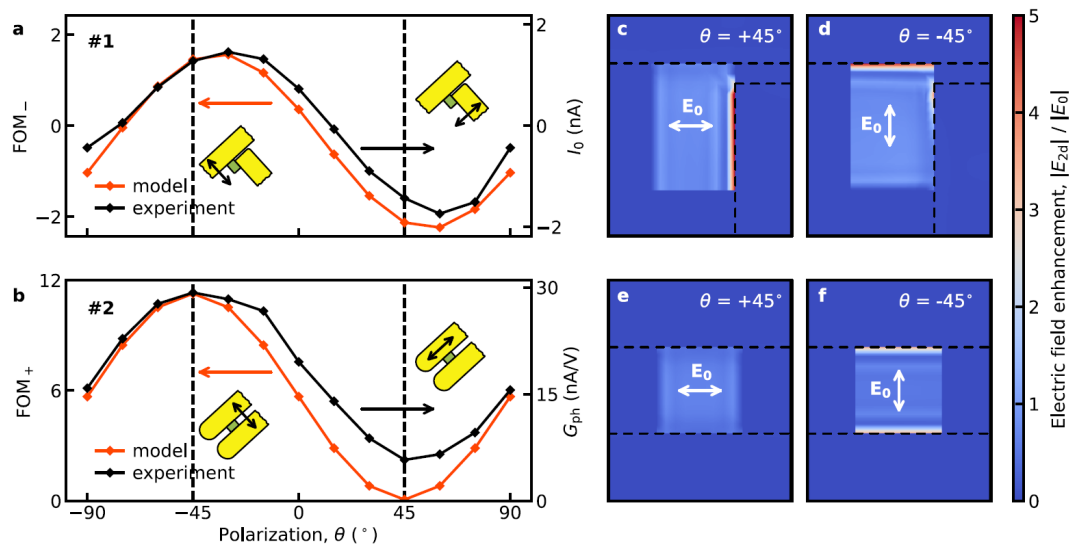 a
#1
FOM₋
2
0
−2
model
experiment
2
0
−2
I₀ (nA)
b
#2
FOM₊
12
6
0
model
experiment
30
15
0
Gₚₕ (nA/V)
−90
−45
0
45
90
Polarization, θ (°)
c
θ = +45°
E₀
d
θ = -45°
E₀
e
θ = +45°
E₀
f
θ = -45°
E₀
5
4
3
2
1
0
Electric field enhancement, |E₂d| / |E₀|